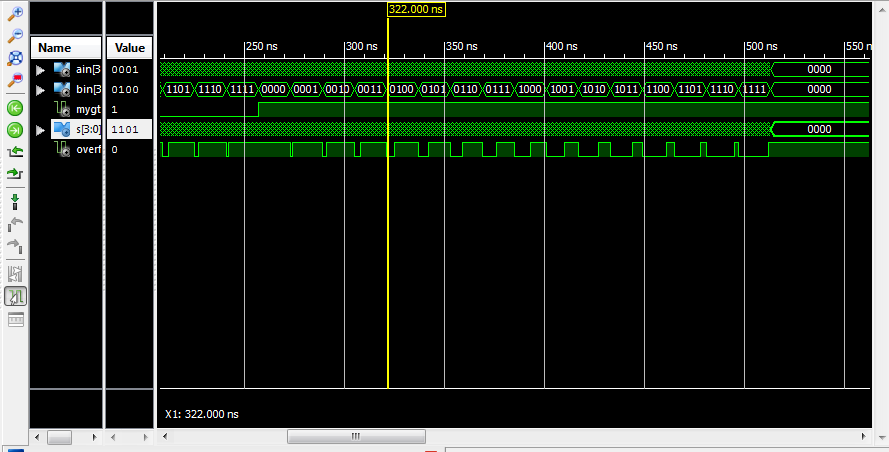 322.000 ns
Name
Value
250 ns 300 ns 350 ns 400 ns 450 ns 500 ns 550 n
ain[3 0001 0000
bin[3 0100 1101 1110 1111 0000 0001 0010 0011 0100 0101 0110 0111 1000 1001 1010 1011 1100 1101 1110 1111 0000
mygt 1
s[3:0] 1101 0000
overf 0
X1: 322.000 ns